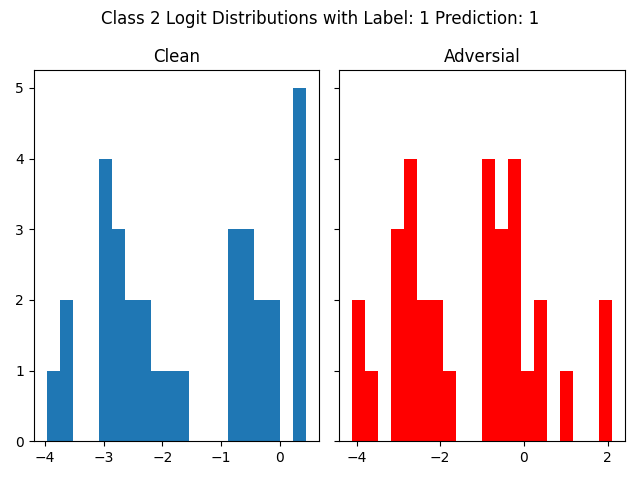 Class 2 Logit Distributions with Label: 1 Prediction: 1
Clean
Adversial
5
4
3
2
1
0
−4 −3 −2 −1 0
−4 −2 0 2